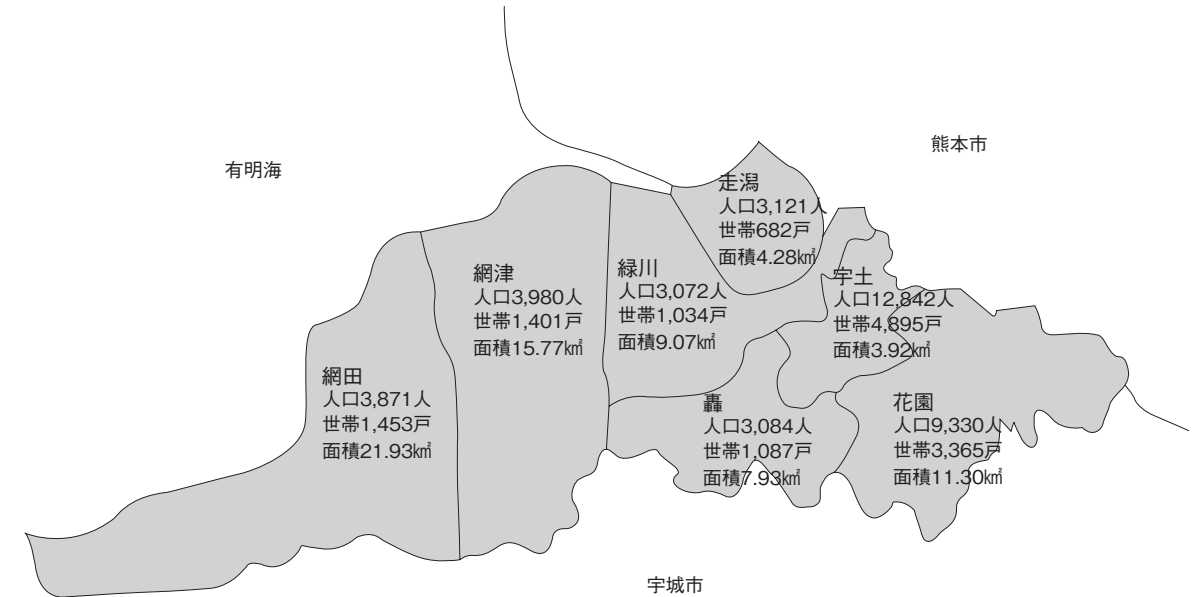 有明海
熊本市
走潟
人口3,121人
世帯682戸
面積4.28㎢
網津
人口3,980人
世帯1,401戸
面積15.77㎢
緑川
人口3,072人
世帯1,034戸
面積9.07㎢
宇土
人口12,842人
世帯4,895戸
面積3.92㎢
網田
人口3,871人
世帯1,453戸
面積21.93㎢
轟
人口3,084人
世帯1,087戸
面積7.93㎢
花園
人口9,330人
世帯3,365戸
面積11.30㎢
宇城市